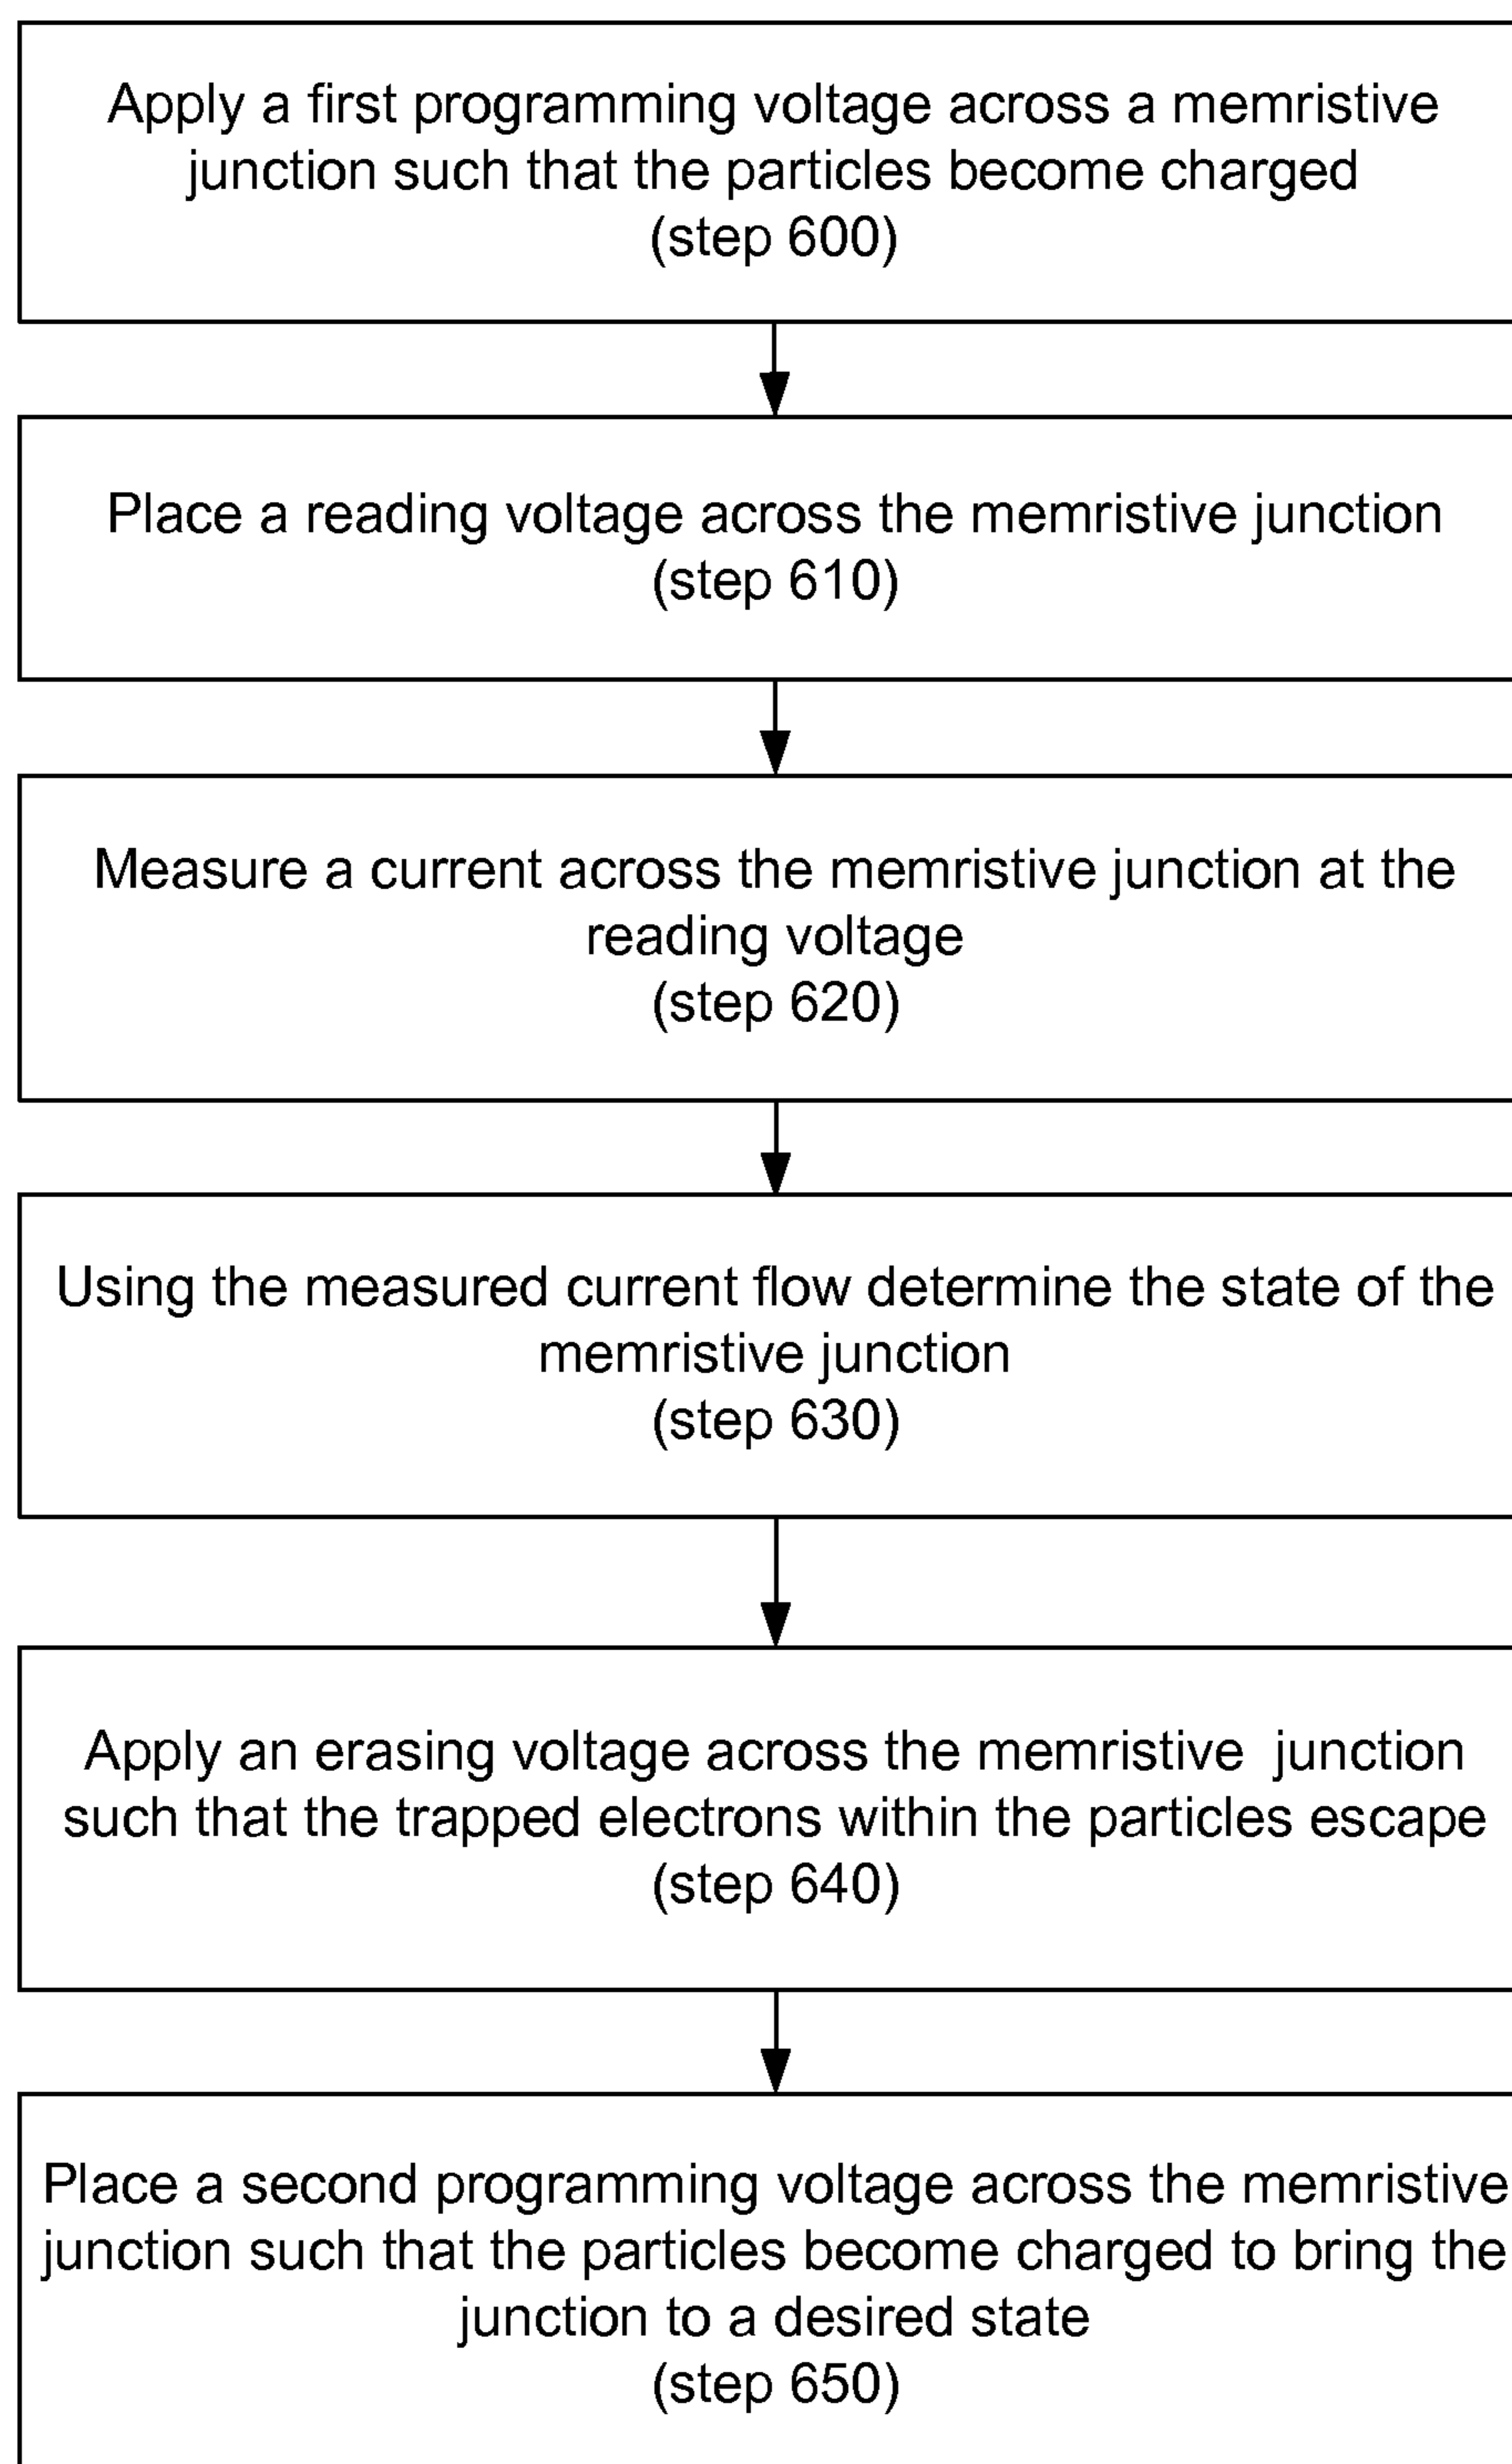 Apply a first programming voltage across a memristive
junction such that the particles become charged
(step 600)
Place a reading voltage across the memristive junction
(step 610)
Measure a current across the memristive junction at the
reading voltage
(step 620)
Using the measured current flow determine the state of the
memristive junction
(step 630)
Apply an erasing voltage across the memristive junction
such that the trapped electrons within the particles escape
(step 640)
Place a second programming voltage across the memristive
junction such that the particles become charged to bring the
junction to a desired state
(step 650)